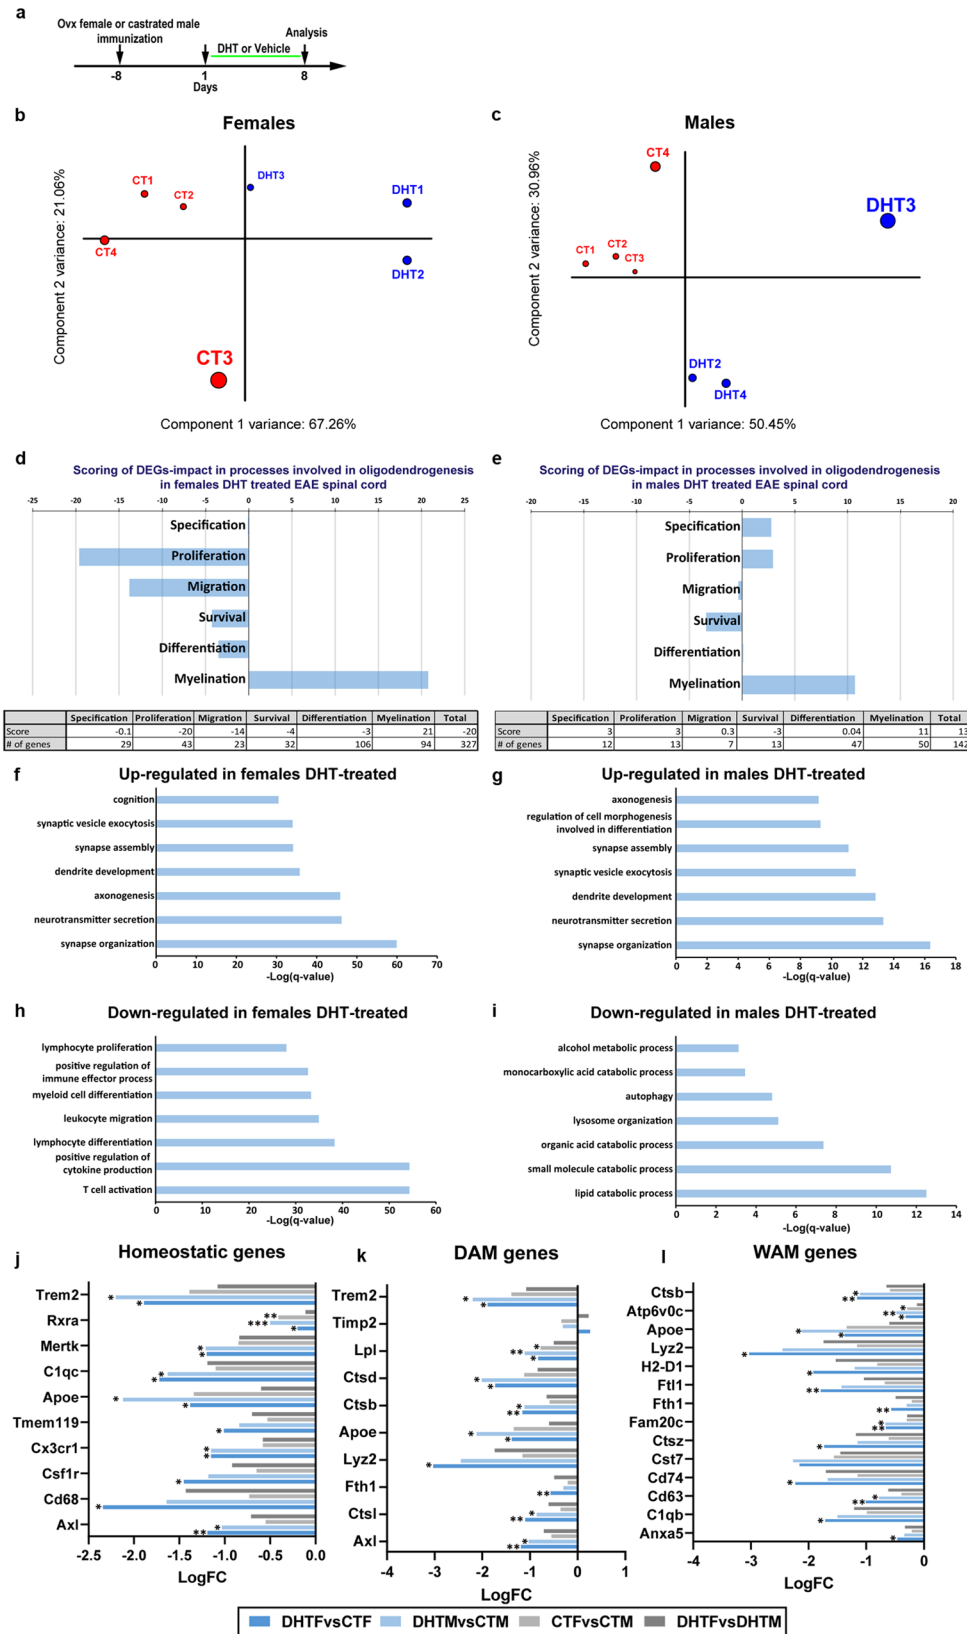 a
Ovx female or castrated male
immunization
DHT or Vehicle
Analysis
-8
1
8
Days
b
Females
CT1
CT2
DHT3
DHT1
CT4
DHT2
CT3
Component 2 variance: 21.06%
Component 1 variance: 67.26%
c
Males
CT4
DHT3
CT1
CT2
CT3
DHT2
DHT4
Component 2 variance: 30.96%
Component 1 variance: 50.45%
d
Scoring of DEGs-impact in processes involved in oligodendrogenesis
in females DHT treated EAE spinal cord
-25 -20 -15 -10 -5 0 5 10 15 20 25
Specification
Proliferation
Migration
Survival
Differentiation
Myelination
Specification Proliferation Migration Survival Differentiation Myelination Total
Score -0.1 -20 -14 -4 -3 21 -20
# of genes 29 43 23 32 106 94 327
e
Scoring of DEGs-impact in processes involved in oligodendrogenesis
in males DHT treated EAE spinal cord
-20 -15 -10 -5 0 5 10 15 20
Specification
Proliferation
Migration
Survival
Differentiation
Myelination
Specification Proliferation Migration Survival Differentiation Myelination Total
Score 3 3 0.3 -3 0.04 11 13
# of genes 12 13 7 13 47 50 142
f
Up-regulated in females DHT-treated
cognition
synaptic vesicle exocytosis
synapse assembly
dendrite development
axonogenesis
neurotransmitter secretion
synapse organization
0 10 20 30 40 50 60 70
-Log(q-value)
g
Up-regulated in males DHT-treated
axonogenesis
regulation of cell morphogenesis
involved in differentiation
synapse assembly
synaptic vesicle exocytosis
dendrite development
neurotransmitter secretion
synapse organization
0 2 4 6 8 10 12 14 16 18
-Log(q-value)
h
Down-regulated in females DHT-treated
lymphocyte proliferation
positive regulation of
immune effector process
myeloid cell differentiation
leukocyte migration
lymphocyte differentiation
positive regulation of
cytokine production
T cell activation
0 10 20 30 40 50 60
-Log(q-value)
i
Down-regulated in males DHT-treated
alcohol metabolic process
monocarboxylic acid catabolic process
autophagy
lysosome organization
organic acid catabolic process
small molecule catabolic process
lipid catabolic process
0 2 4 6 8 10 12 14
-Log(q-value)
j
Homeostatic genes
Trem2
*
*
Rxra
**
***
*
Mertk
*
*
C1qc
*
*
Apoe
*
*
Tmem119
*
Cx3cr1
*
*
Csf1r
*
Cd68
*
Axl
*
**
-2.5 -2.0 -1.5 -1.0 -0.5 0.0
LogFC
k
DAM genes
Trem2
*
*
Timp2
Lpl
*
**
*
Ctsd
*
*
Ctsb
*
**
Apoe
*
*
Lyz2
*
Fth1
**
Ctsl
*
**
Axl
*
**
-4 -3 -2 -1 0 1
LogFC
l
WAM genes
Ctsb
*
**
Atp6v0c
*
**
*
Apoe
*
*
Lyz2
*
H2-D1
*
Ftl1
**
Fth1
**
Fam20c
*
**
Ctsz
*
Cst7
Cd74
*
Cd63
*
**
C1qb
*
Anxa5
*
-4 -3 -2 -1 0
LogFC
DHTFvsCTF DHTMvsCTM CTFvsCTM DHTFvsDHTM